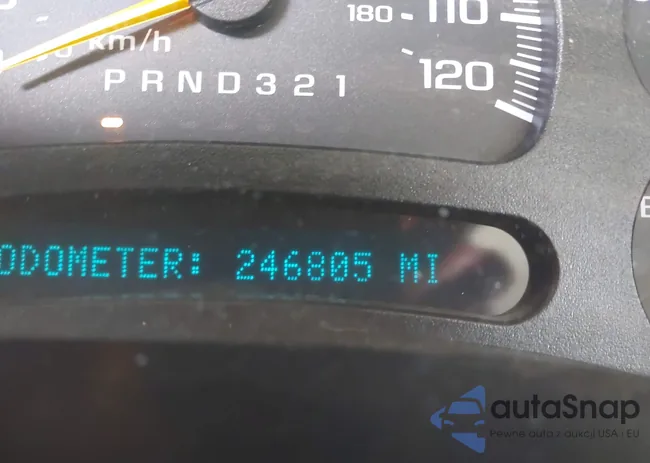 180 110
km/h
PRND321 120
ODOMETER: 246805 MI
autaSnap
Pewne auta z aukcji USA i EU